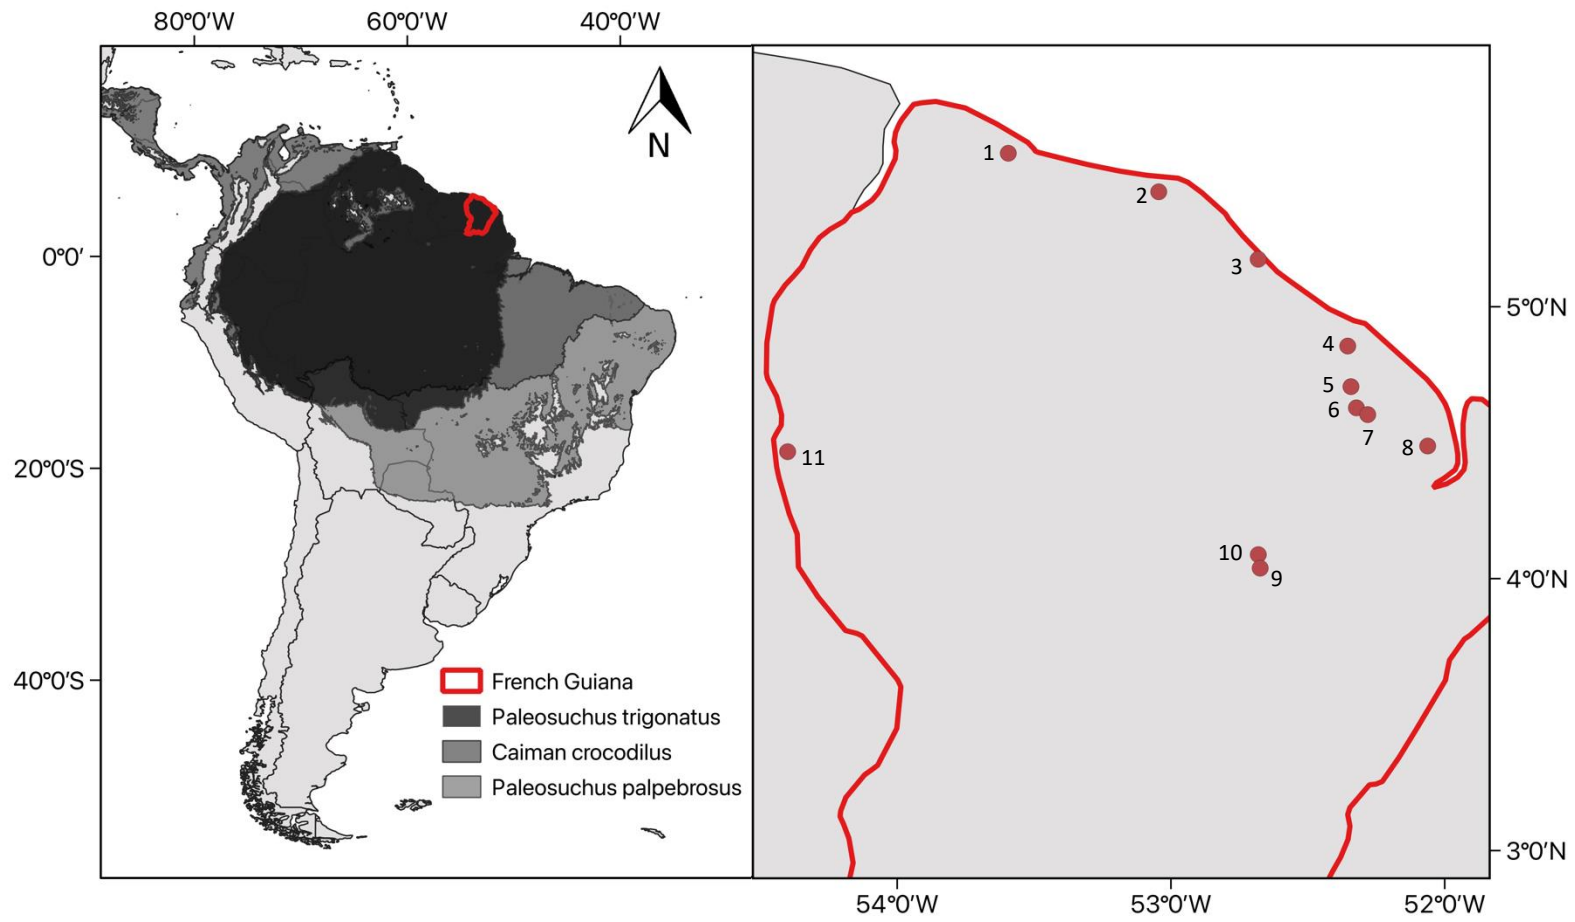 80°0′W 60°0′W 40°0′W
N
0°0′
20°0′S
40°0′S
French Guiana
Paleosuchus trigonatus
Caiman crocodilus
Paleosuchus palpebrosus
1
2
3
4
5
6
7
8
11
10
9
5°0′N
4°0′N
3°0′N
54°0′W 53°0′W 52°0′W